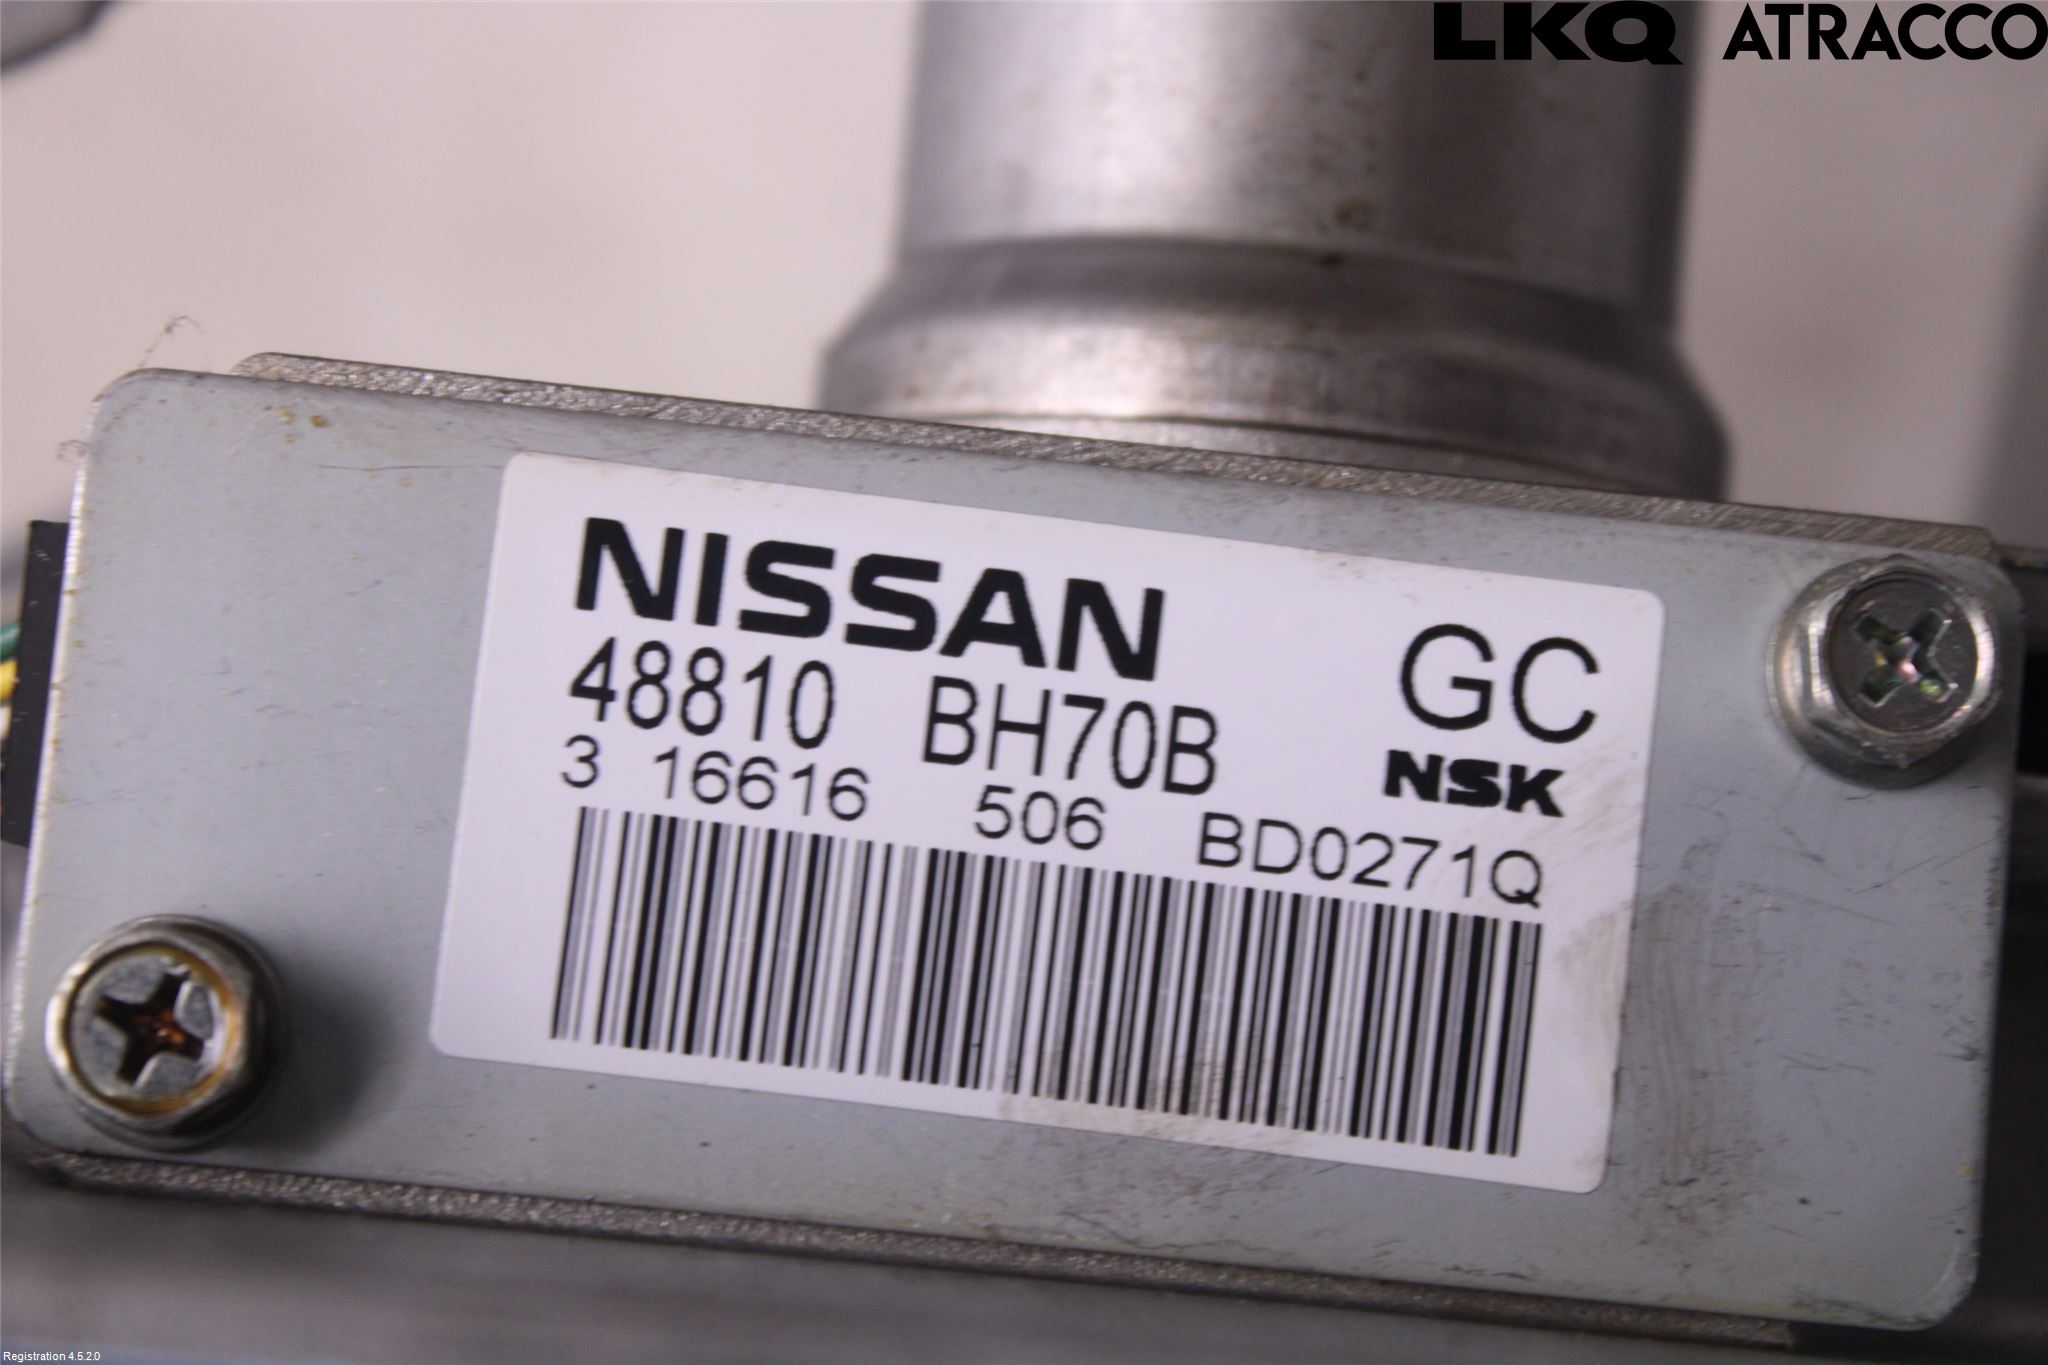 LKQ ATRACCO
NISSAN
GC
48810 BH70B
NSK
3 16616 506 BD0271Q
Registration 4.5.2.0